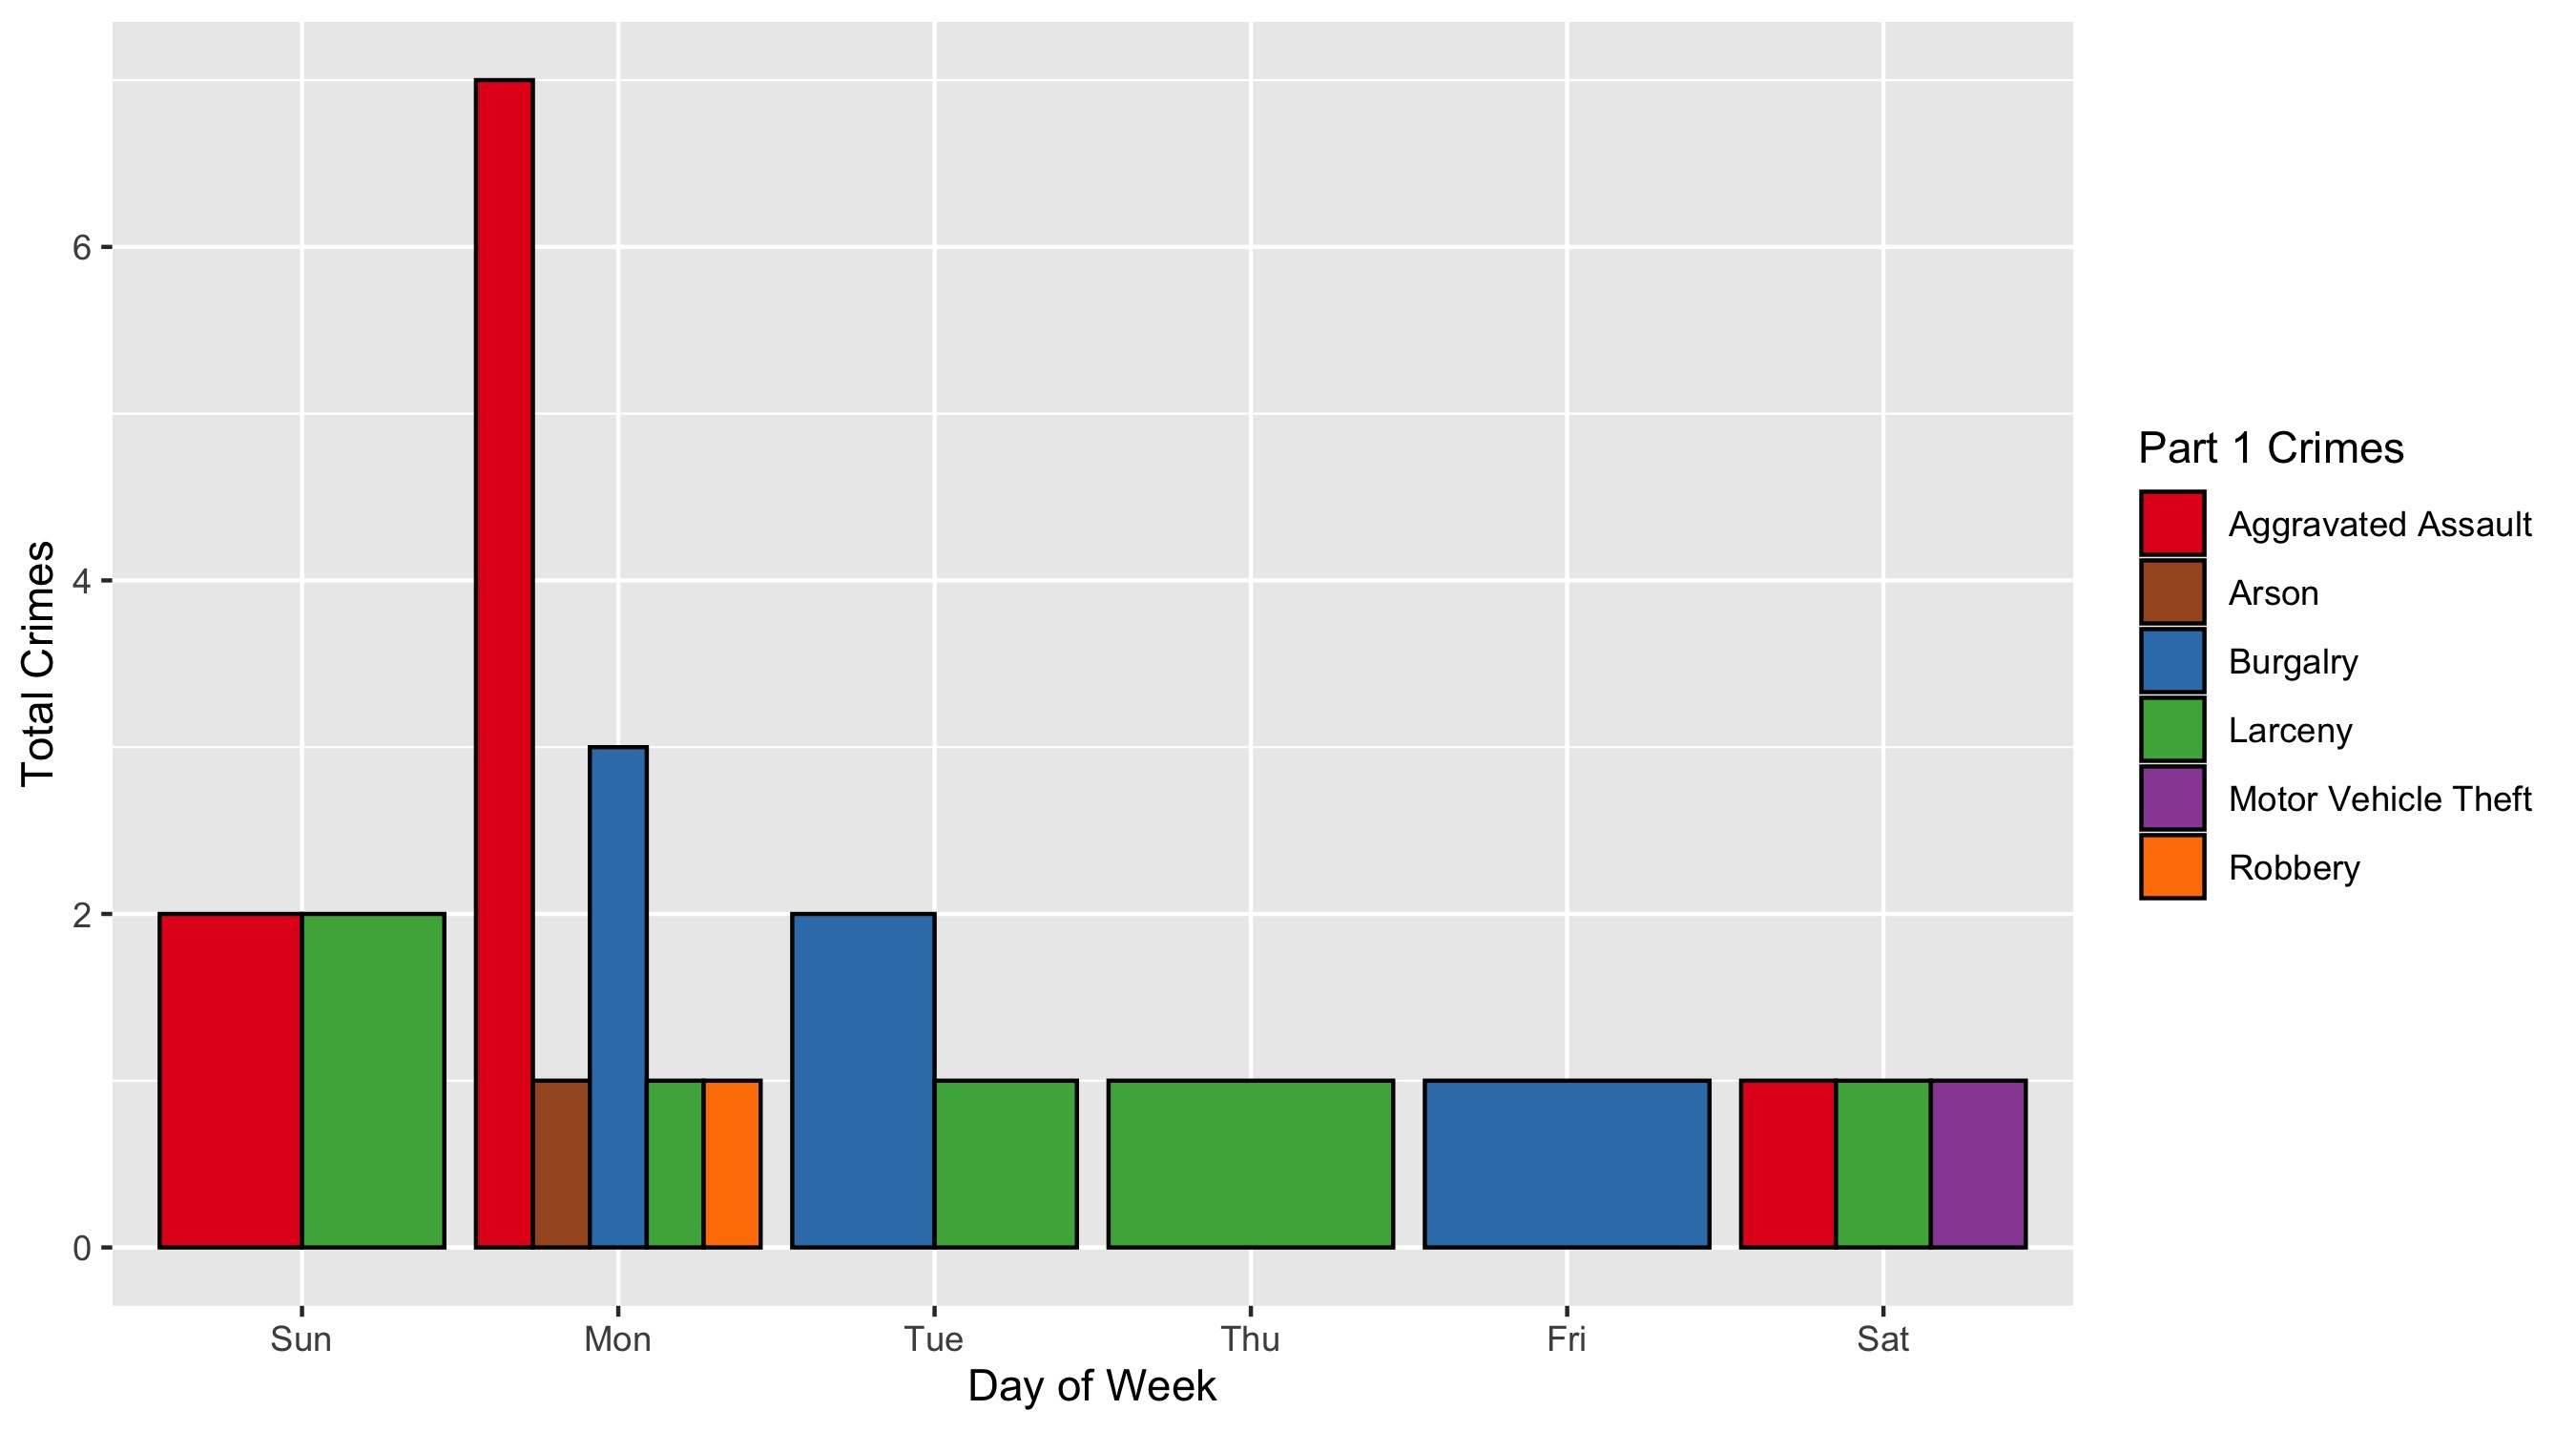 Total Crimes
6
4
2
0
Sun Mon Tue Thu Fri Sat
Day of Week
Part 1 Crimes
Aggravated Assault
Arson
Burgalry
Larceny
Motor Vehicle Theft
Robbery